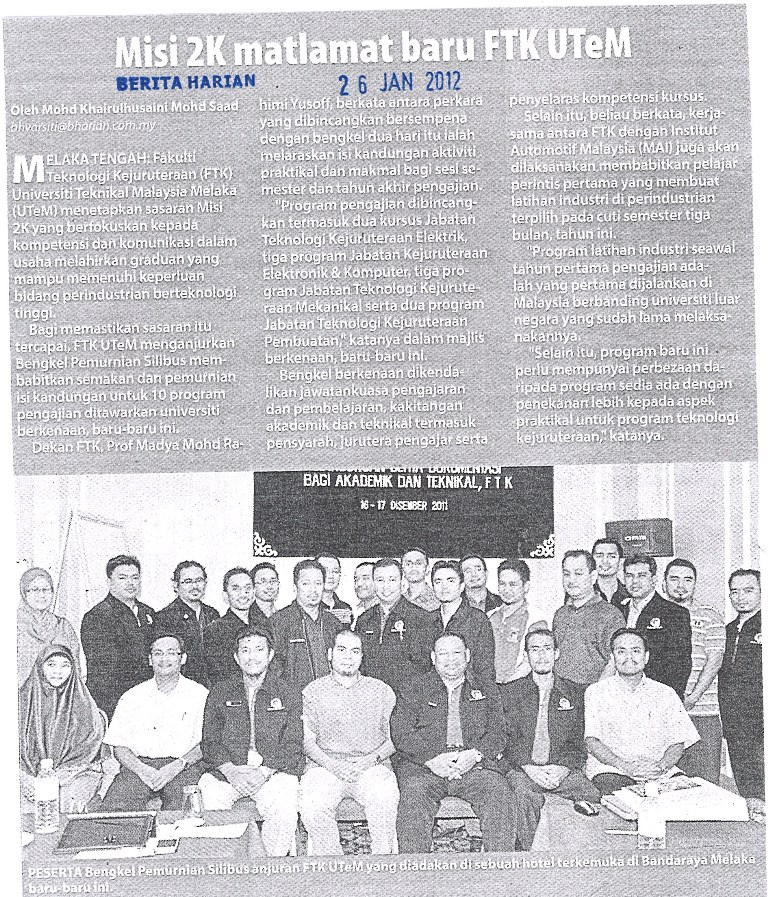 Misi 2K matlamat baru FTK UTeM
BERITA HARIAN
26 JAN 2012
Oleh Mohd Khairulhusaini Mohd Saad
bhvarsiti@bharian.com.my
MELAKA TENGAH: Fakulti
Teknologi Kejuruteraan (FTK)
Universiti Teknikal Malaysia Melaka
(UTeM) menetapkan sasaran Misi
2K yang berfokuskan kepada
kompetensi dan komunikasi dalam
usaha melahirkan graduan yang
mampu memenuhi keperluan
bidang perindustrian berteknologi
tinggi.
Bagi memastikan sasaran itu
tercapai, FTK UTeM menganjurkan
Bengkel Pemurnian Silibus mem-
babitkan semakan dan pemurnian
isi kandungan untuk 10 program
pengajian ditawarkan universiti
berkenaan, baru-baru ini.
Dekan FTK, Prof Madya Mohd Ra-
himi Yusoff, berkata antara perkara
yang dibincangkan bersempena
dengan bengkel dua hari itu ialah
melaraskan isi kandungan aktiviti
praktikal dan makmal bagi sesi se-
mester dan tahun akhir pengajian.
"Program pengajian dibincang-
kan termasuk dua kursus Jabatan
Teknologi Kejuruteraan Elektrik,
tiga program Jabatan Kejuruteraan
Elektronik & Komputer, tiga pro-
gram Jabatan Teknologi Kejurute-
raan Mekanikal serta dua program
Jabatan Teknologi Kejuruteraan
Pembuatan," katanya dalam majlis
berkenaan, baru-baru ini.
Bengkel berkenaan dikenda-
likan jawatankuasa pengajaran
dan pembelajaran, kakitangan
akademik dan teknikal termasuk
pensyarah, jurutera pengajar serta
penyelaras kompetensi kursus.
Selain itu, beliau berkata, kerja-
sama antara FTK dengan Institut
Automotif Malaysia (MAI) juga akan
dilaksanakan membabitkan pelajar
perintis pertama yang membuat
latihan industri di perindustrian
terpilih pada cuti semester tiga
bulan, tahun ini.
"Program latihan industri seawal
tahun pertama pengajian ada-
lah yang pertama dijalankan di
Malaysia berbanding universiti luar
negara yang sudah lama melaksa-
nakannya.
"Selain itu, program baru ini
perlu mempunyai perbezaan da-
ripada program sedia ada dengan
penekanan lebih kepada aspek
praktikal untuk program teknologi
kejuruteraan," katanya.
DOKUMENTASI
BAGI AKADEMIK DAN TEKNIKAL, F T K
16 - 17 DISEMBER 2011
PESERTA Bengkel Pemurnian Silibus anjuran FTK UTeM yang diadakan di sebuah hotel terkemuka di Bandaraya Melaka
baru-baru ini.